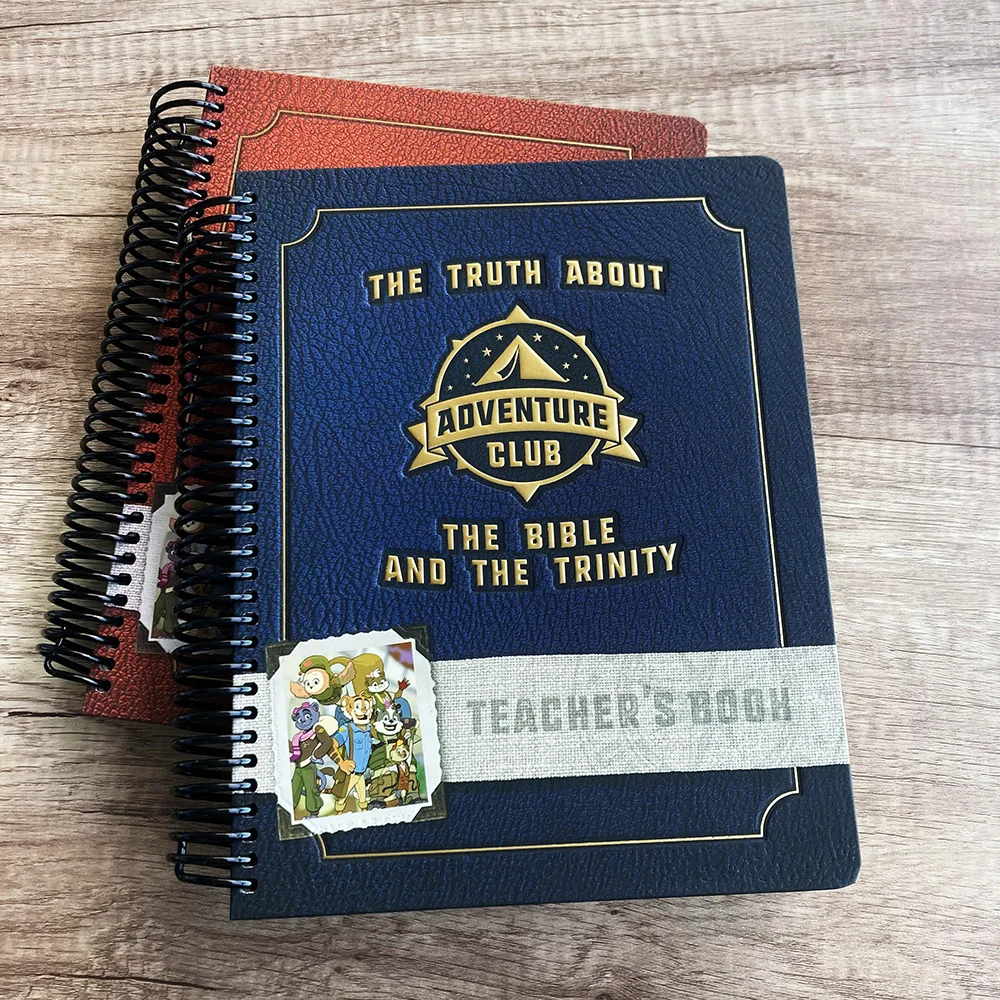 THE TRUTH ABOUT
ADVENTURE
CLUB
THE BIBLE
AND THE TRINITY
TEACHER'S BOOK